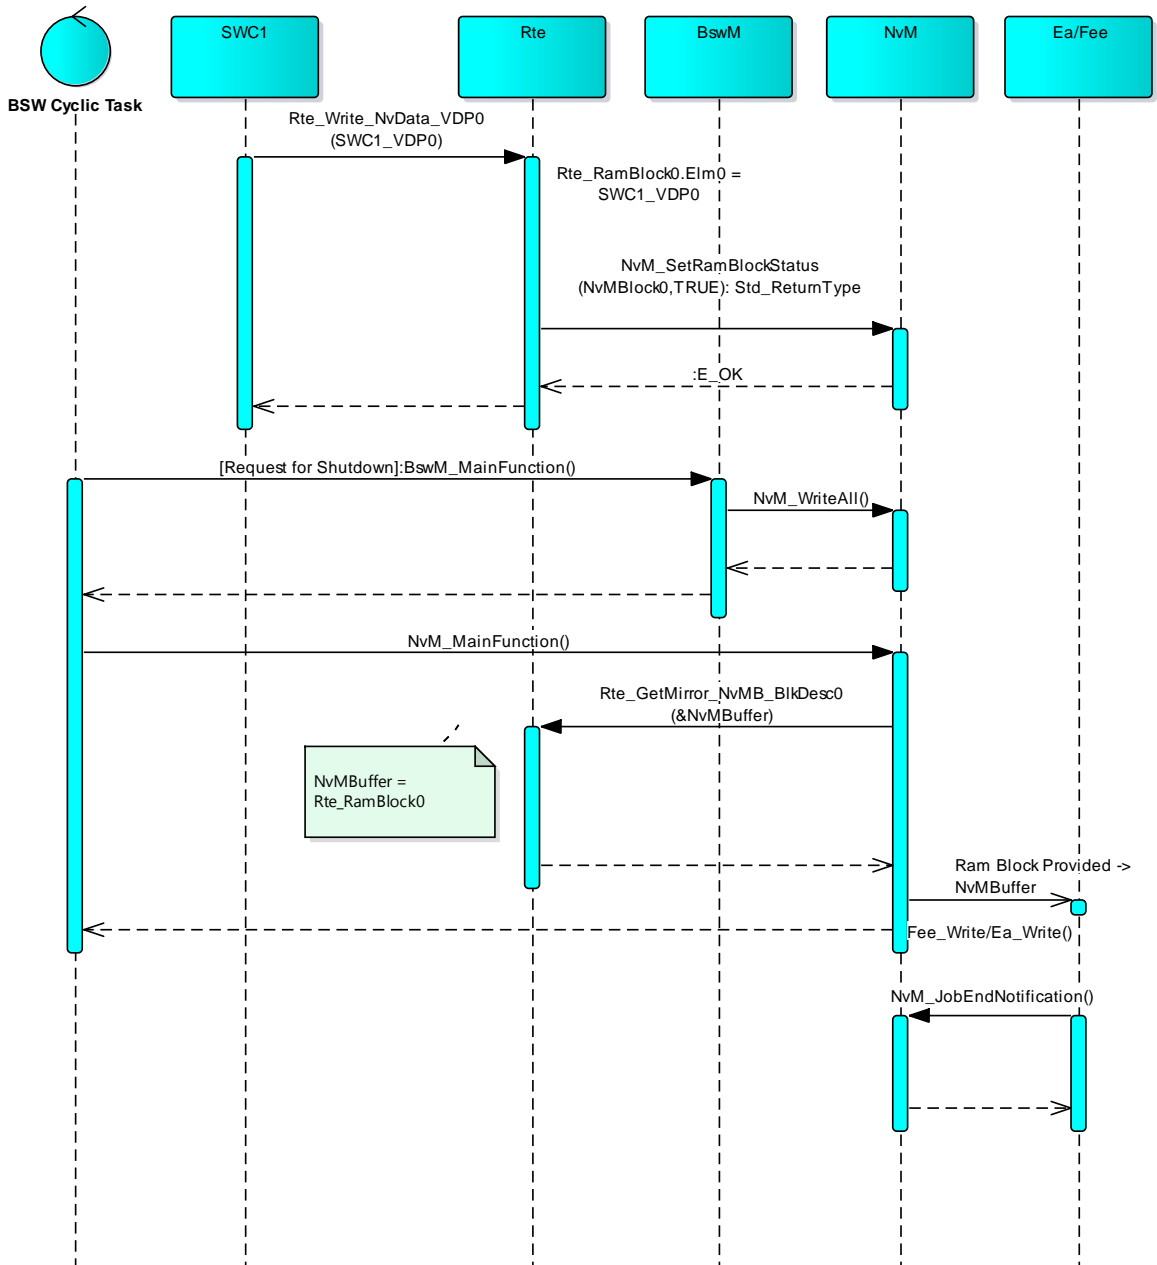 BSW Cyclic Task
SWC1
Rte
BswM
NvM
Ea/Fee
Rte_Write_NvData_VDP0
(SWC1_VDP0)
Rte_RamBlock0.Elm0 =
SWC1_VDP0
NvM_SetRamBlockStatus
(NvMBlock0,TRUE): Std_ReturnType
:E_OK
[Request for Shutdown]:BswM_MainFunction()
NvM_WriteAll()
NvM_MainFunction()
Rte_GetMirror_NvMB_BlkDesc0
(&NvMBuffer)
NvMBuffer =
Rte_RamBlock0
Ram Block Provided ->
NvMBuffer
Fee_Write/Ea_Write()
NvM_JobEndNotification()